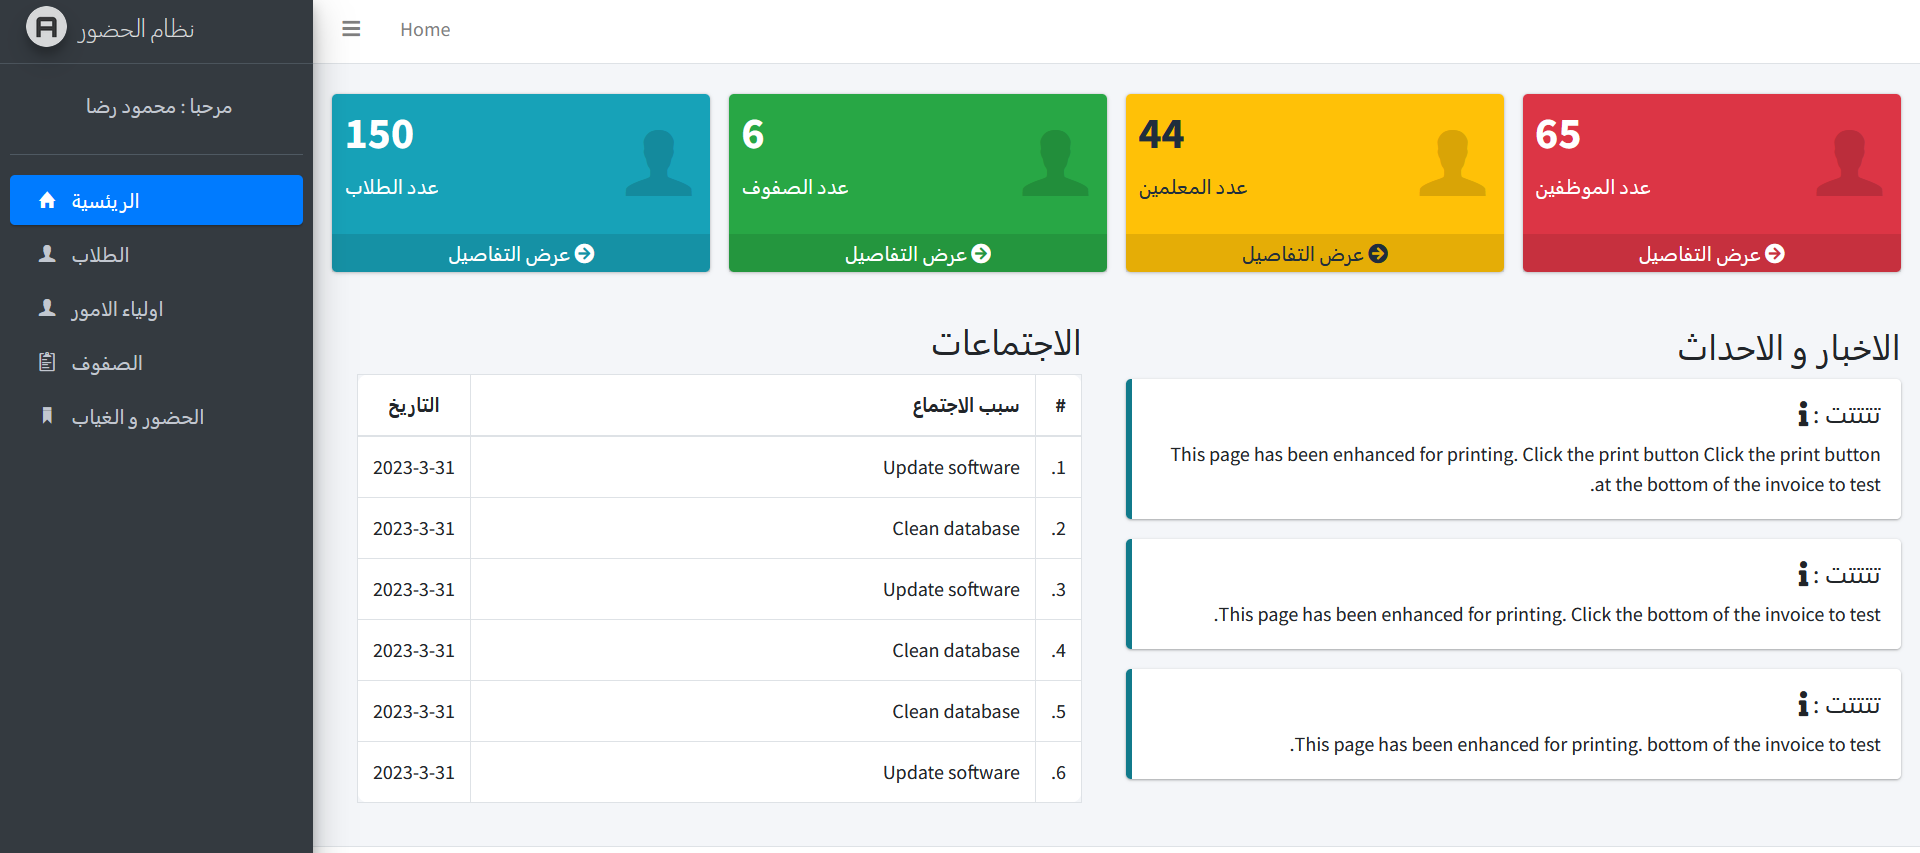 نظام الحضور
مرحبا : محمود رضا
الريئسية
الطلاب
اولياء الامور
الصفوف
الحضور و الغياب
Home
150
عدد الطلاب
عرض التفاصيل
6
عدد الصفوف
عرض التفاصيل
44
عدد المعلمين
عرض التفاصيل
65
عدد الموظفين
عرض التفاصيل
الاخبار و الاحداث
تتتتتت :
This page has been enhanced for printing. Click the print button Click the print button
.at the bottom of the invoice to test
تتتتتت :
.This page has been enhanced for printing. Click the bottom of the invoice to test
تتتتتت :
.This page has been enhanced for printing. bottom of the invoice to test
الاجتماعات
# سبب الاجتماع التاريخ
.1 Update software 2023-3-31
.2 Clean database 2023-3-31
.3 Update software 2023-3-31
.4 Clean database 2023-3-31
.5 Clean database 2023-3-31
.6 Update software 2023-3-31